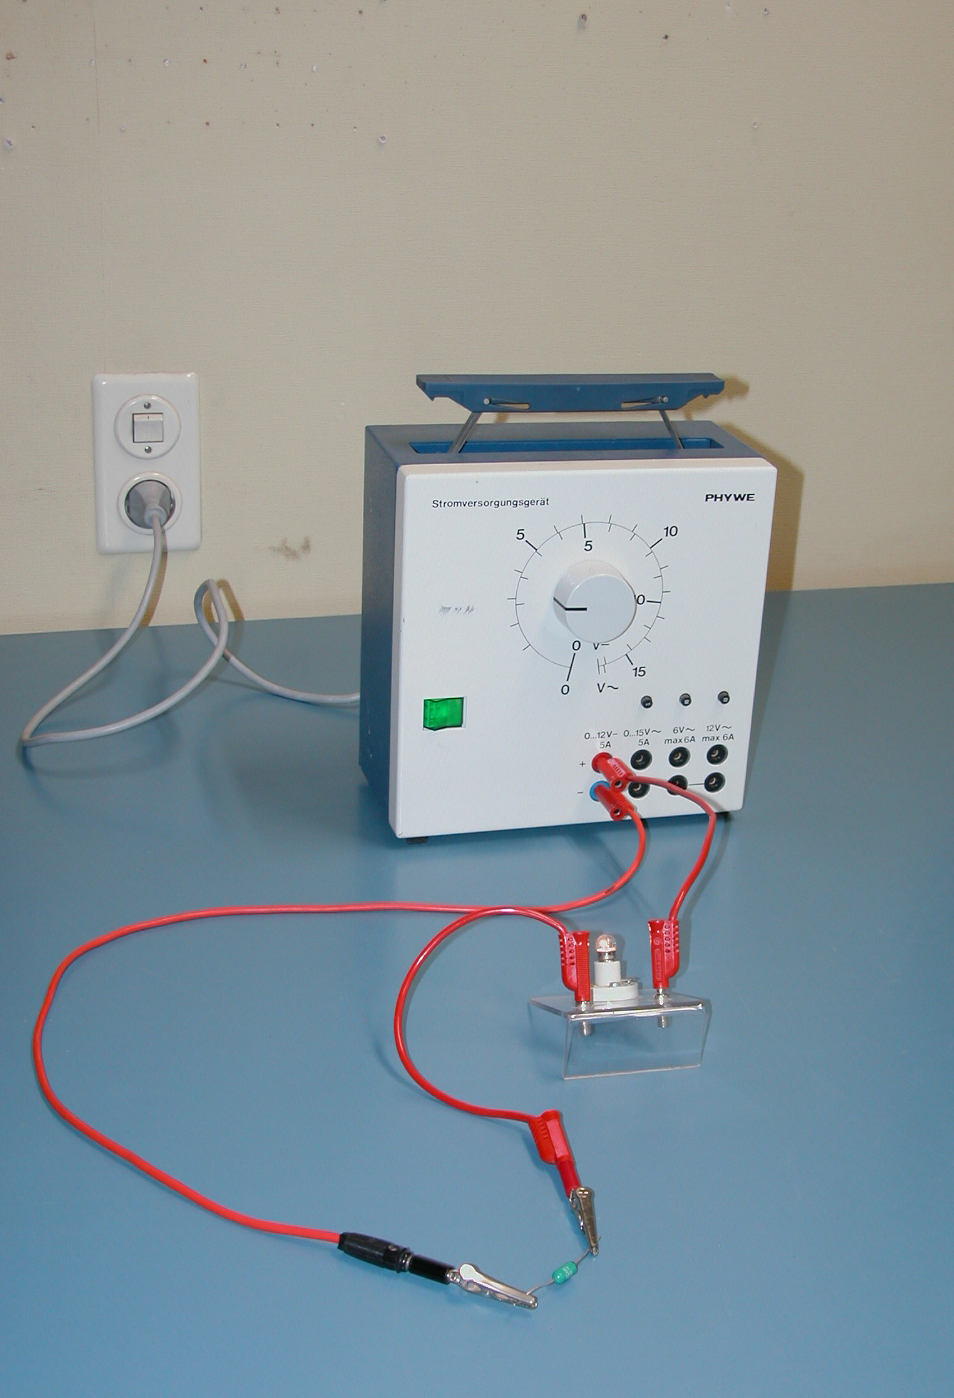 Stromversorgungsgerät
PHYWE
5 10
5
10
0 V–
15
0 V~
0...12V– 0...15V~ 6V~ 12V~
5A 5A max 6A max 6A
+
–